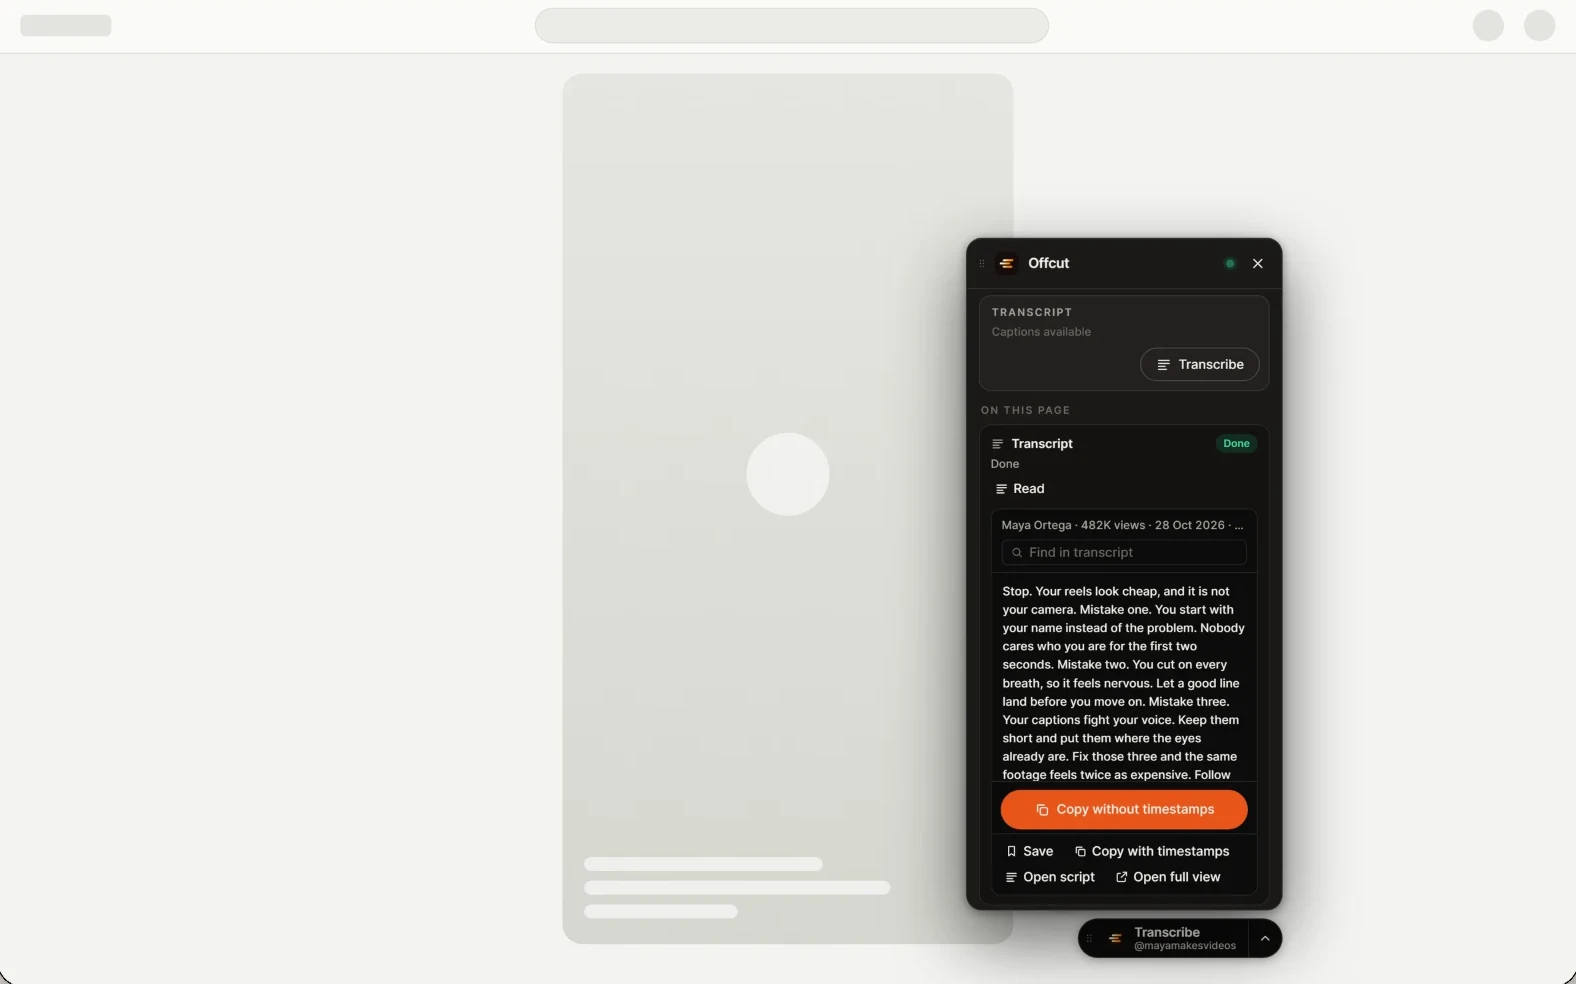 Offcut
TRANSCRIPT
Captions available
Transcribe
ON THIS PAGE
Transcript
Done
Done
Read
Maya Ortega · 482K views · 28 Oct 2026 · ...
Find in transcript
Stop. Your reels look cheap, and it is not
your camera. Mistake one. You start with
your name instead of the problem. Nobody
cares who you are for the first two
seconds. Mistake two. You cut on every
breath, so it feels nervous. Let a good line
land before you move on. Mistake three.
Your captions fight your voice. Keep them
short and put them where the eyes
already are. Fix those three and the same
footage feels twice as expensive. Follow
Copy without timestamps
Save
Copy with timestamps
Open script
Open full view
Transcribe
@mayamakesvideos